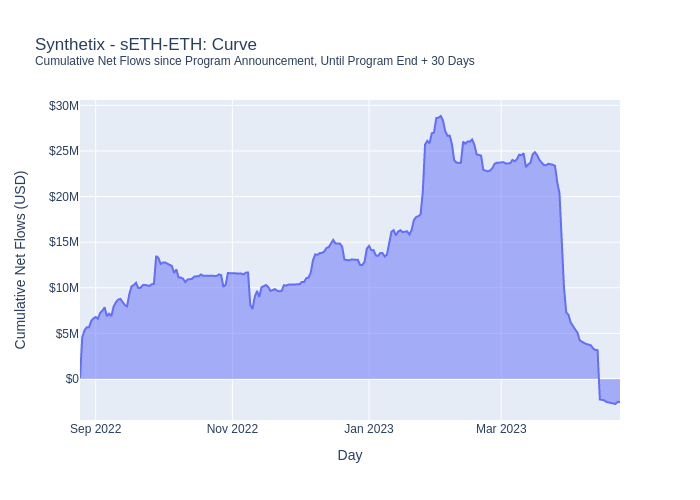 Synthetix - sETH-ETH: Curve
Cumulative Net Flows since Program Announcement, Until Program End + 30 Days
$30M
$25M
$20M
$15M
$10M
$5M
$0
Cumulative Net Flows (USD)
Sep 2022 Nov 2022 Jan 2023 Mar 2023
Day